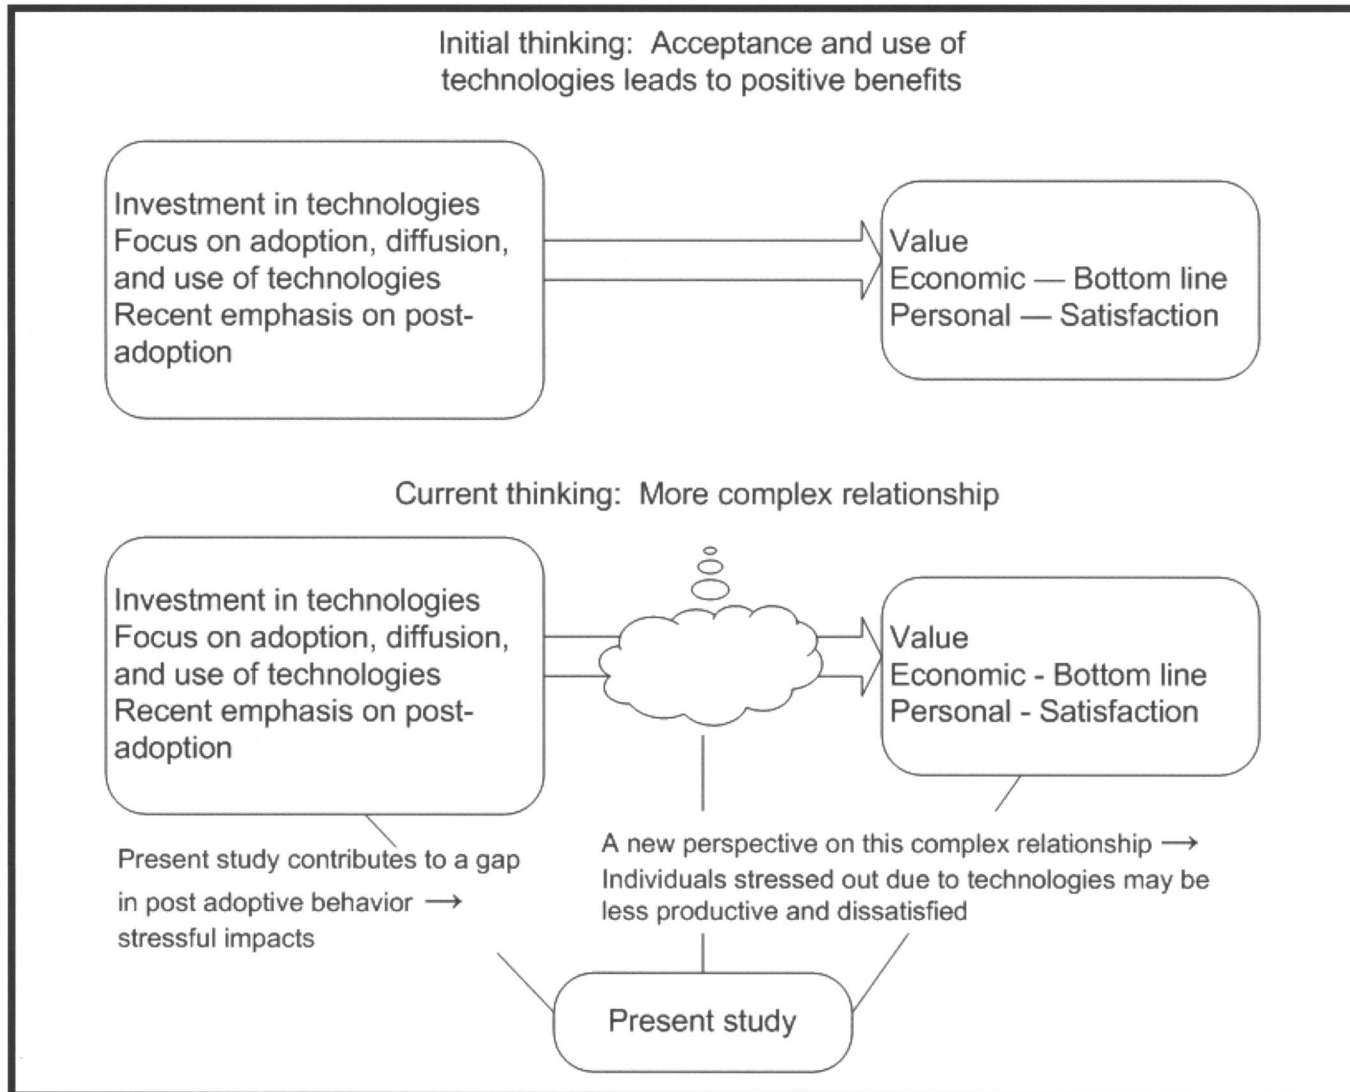 Initial thinking: Acceptance and use of
technologies leads to positive benefits
Investment in technologies
Focus on adoption, diffusion,
and use of technologies
Recent emphasis on post-
adoption
Value
Economic — Bottom line
Personal — Satisfaction
Current thinking: More complex relationship
Investment in technologies
Focus on adoption, diffusion,
and use of technologies
Recent emphasis on post-
adoption
Value
Economic - Bottom line
Personal - Satisfaction
Present study contributes to a gap
in post adoptive behavior →
stressful impacts
A new perspective on this complex relationship →
Individuals stressed out due to technologies may be
less productive and dissatisfied
Present study